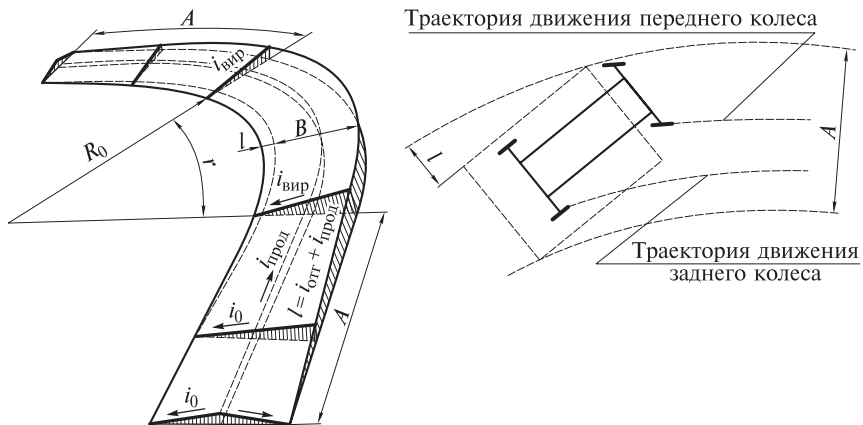 A
Траектория движения переднего колеса
iвир
R₀
r
l
B
iвир
iпрод
l = iотг + iпрод
i₀
A
i₀
l
A
Траектория движения
заднего колеса